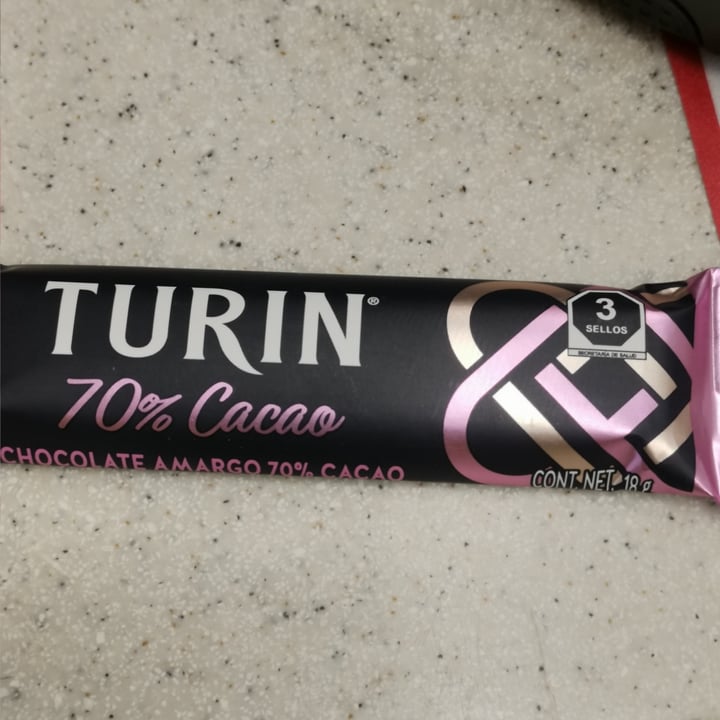 TURIN®
70% Cacao
CHOCOLATE AMARGO 70% CACAO
3
SELLOS
SECRETARÍA DE SALUD
CONT. NET. 18 g